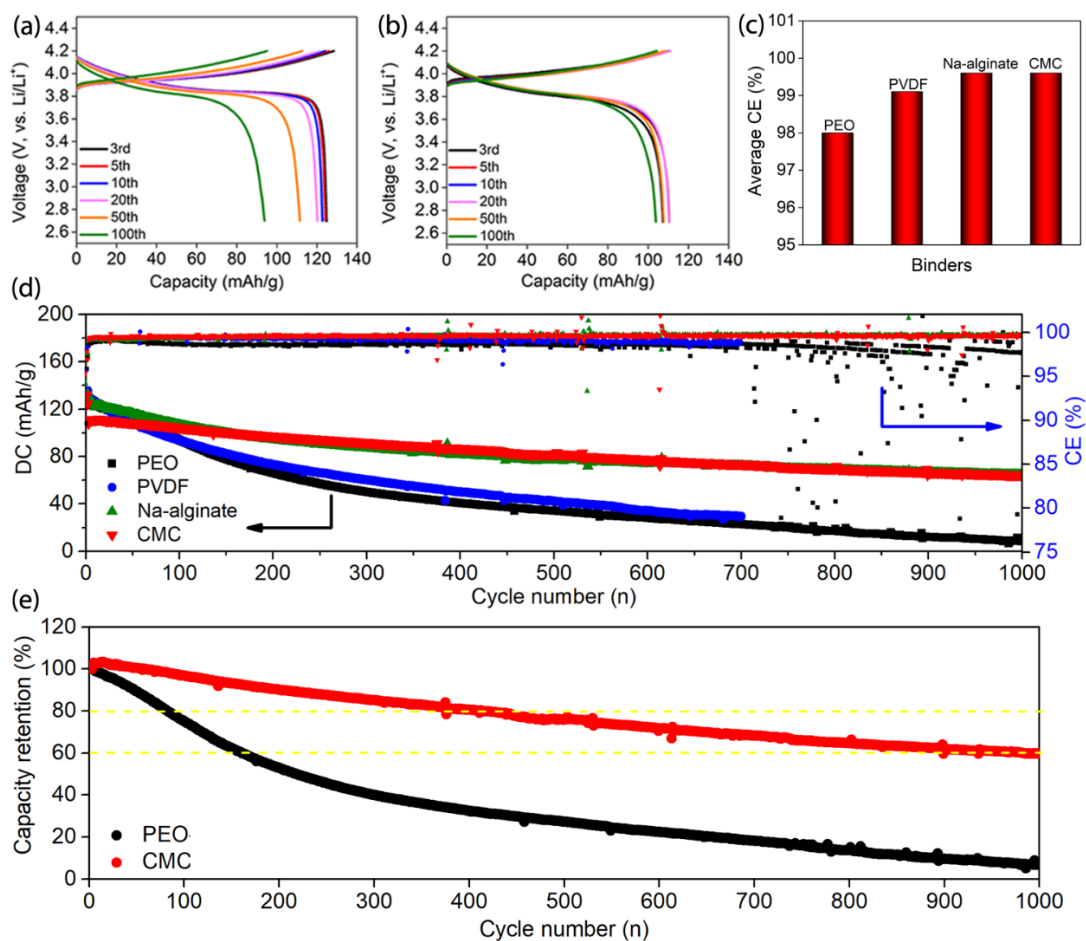 (a)
4.4
4.2
4.0
3.8
3.6
3.4
3.2
3.0
2.8
2.6
Voltage (V, vs. Li/Li⁺)
3rd
5th
10th
20th
50th
100th
0 20 40 60 80 100 120 140
Capacity (mAh/g)
(b)
4.4
4.2
4.0
3.8
3.6
3.4
3.2
3.0
2.8
2.6
Voltage (V, vs. Li/Li⁺)
3rd
5th
10th
20th
50th
100th
0 20 40 60 80 100 120 140
Capacity (mAh/g)
(c)
101
100
99
98
97
96
95
Average CE (%)
PEO
PVDF
Na-alginate
CMC
Binders
(d)
200
160
120
80
40
0
DC (mAh/g)
PEO
PVDF
Na-alginate
CMC
100
95
90
85
80
75
CE (%)
0 100 200 300 400 500 600 700 800 900 1000
Cycle number (n)
(e)
120
100
80
60
40
20
0
Capacity retention (%)
PEO
CMC
0 100 200 300 400 500 600 700 800 900 1000
Cycle number (n)